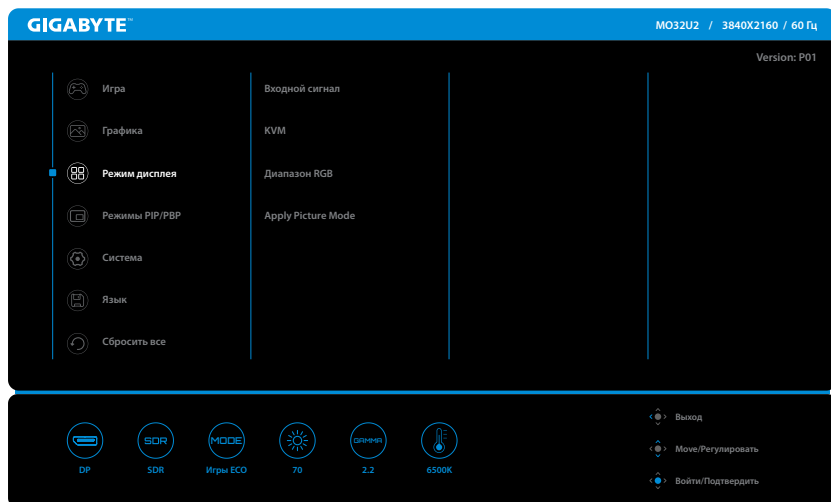 GIGABYTE™
MO32U2 / 3840X2160 / 60 Гц
Version: P01
Игра
Графика
Режим дисплея
Режимы PIP/PBP
Система
Язык
Сбросить все
Входной сигнал
KVM
Диапазон RGB
Apply Picture Mode
SDR
MODE
GAMMA
DP
SDR
Игры ECO
70
2.2
6500K
Выход
Move/Регулировать
Войти/Подтвердить